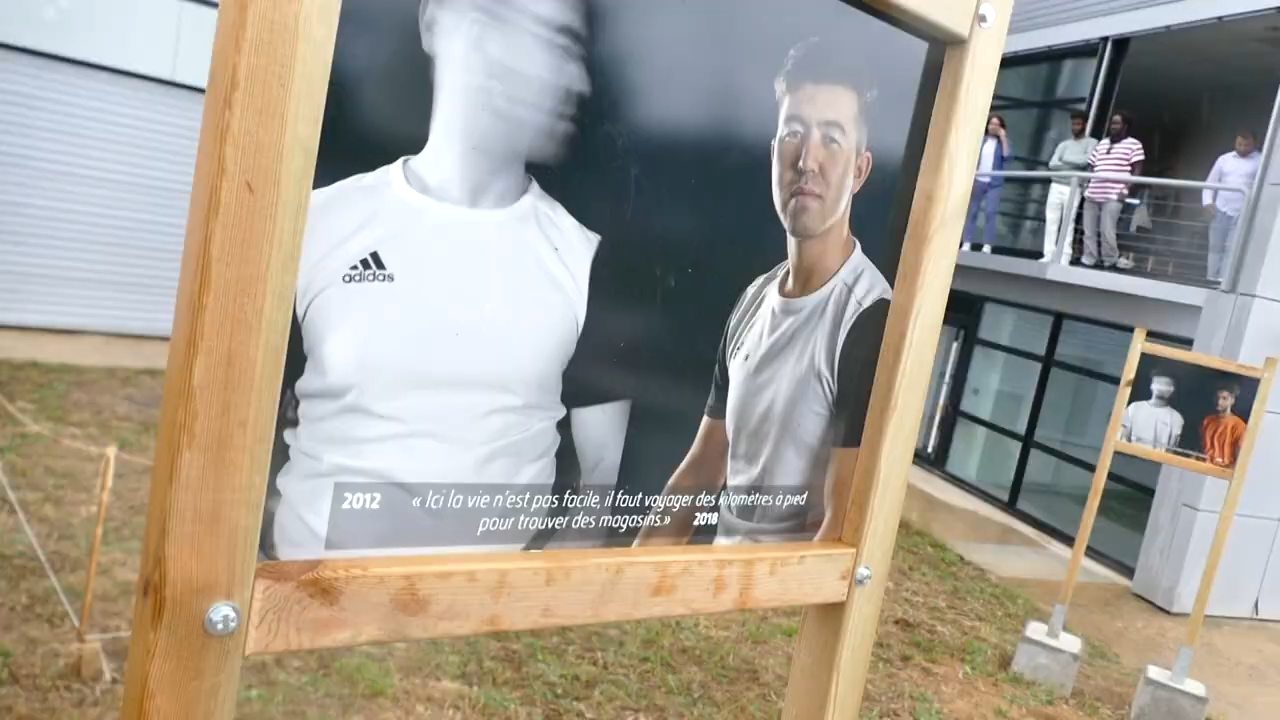 adidas
2012 « Ici la vie n'est pas facile, il faut voyager des kilomètres à pied
pour trouver des magasins.» 2018